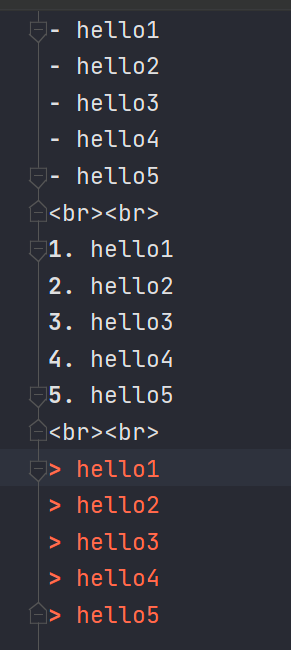 - hello1
- hello2
- hello3
- hello4
- hello5
<br><br>
1. hello1
2. hello2
3. hello3
4. hello4
5. hello5
<br><br>
> hello1
> hello2
> hello3
> hello4
> hello5